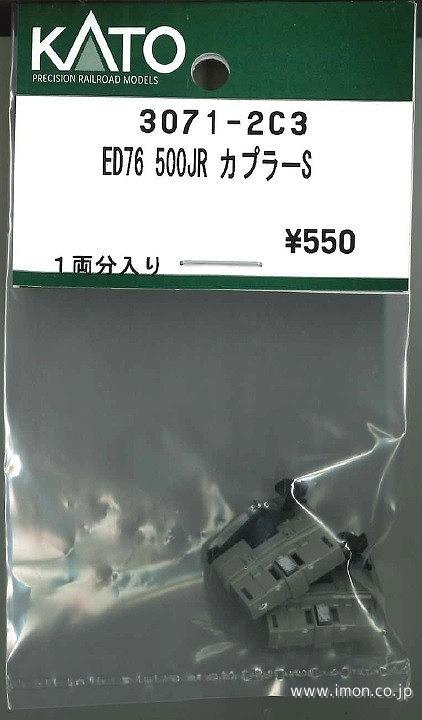 KATO
PRECISION RAILROAD MODELS
3071-2C3
ED76 500JR カプラーS
¥550
1両分入り
www.imon.co.jp